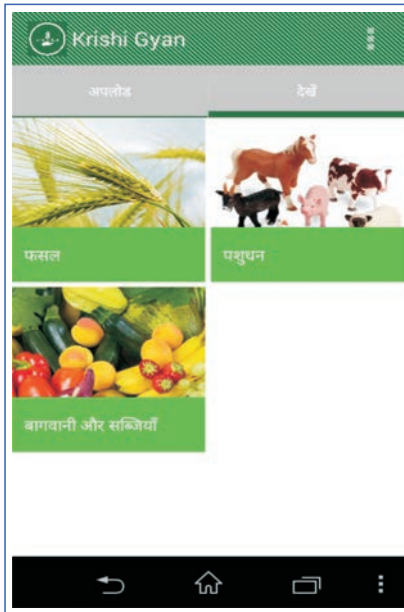 Krishi Gyan
अपलोड
देखें
फसल
पशुधन
बागवानी और सब्जियाँ